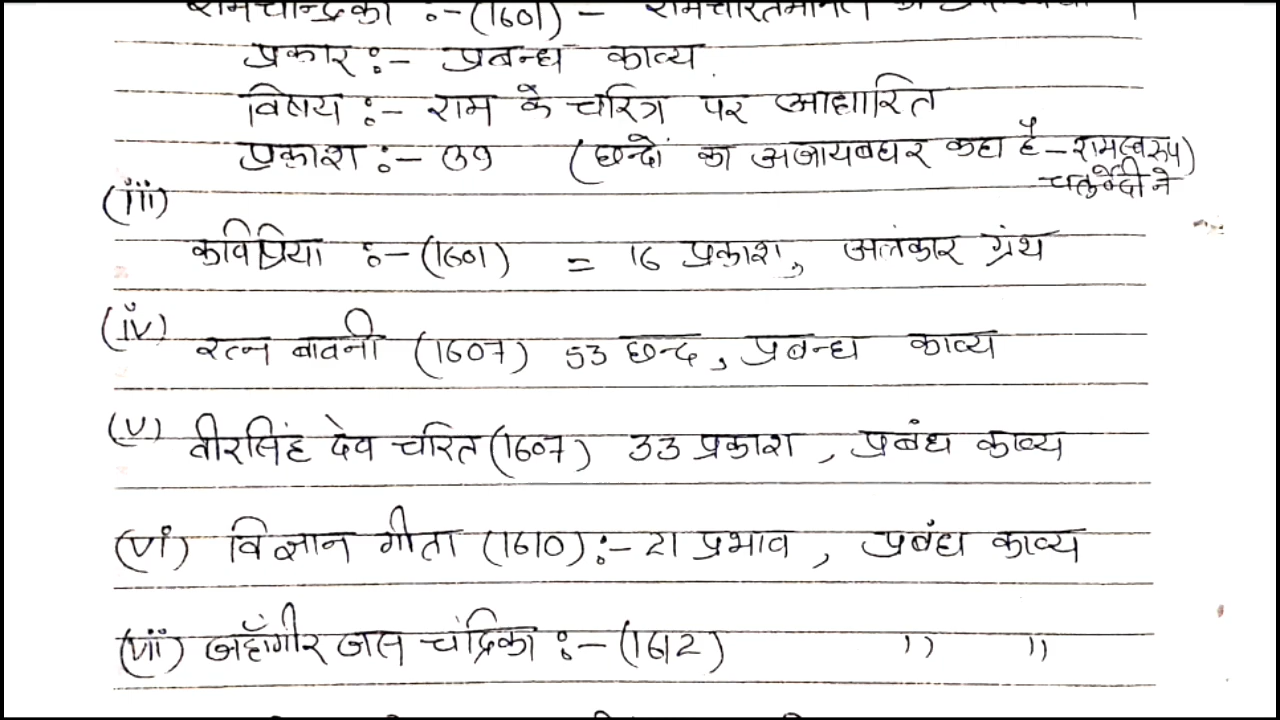 रामचन्द्रिका :-(1601) - रामचरितमानस
प्रकार :- प्रबन्ध काव्य
विषय :- राम के चरित्र पर आधारित
प्रकाश :- 39 (छन्दों का अजायबघर कहा है - रामस्वरूप
चतुर्वेदी ने)
(iii)
कविप्रिया :-(1601) = 16 प्रकाश, अलंकार ग्रंथ
(iv) रत्न बावनी (1607) 53 छन्द, प्रबन्ध काव्य
(v) वीरसिंह देव चरित (1607) 33 प्रकाश, प्रबंध काव्य
(vi) विज्ञान गीता (1610) :- 21 प्रभाव, प्रबंध काव्य
(vii) जहाँगीर जस चंद्रिका :- (1612) " "